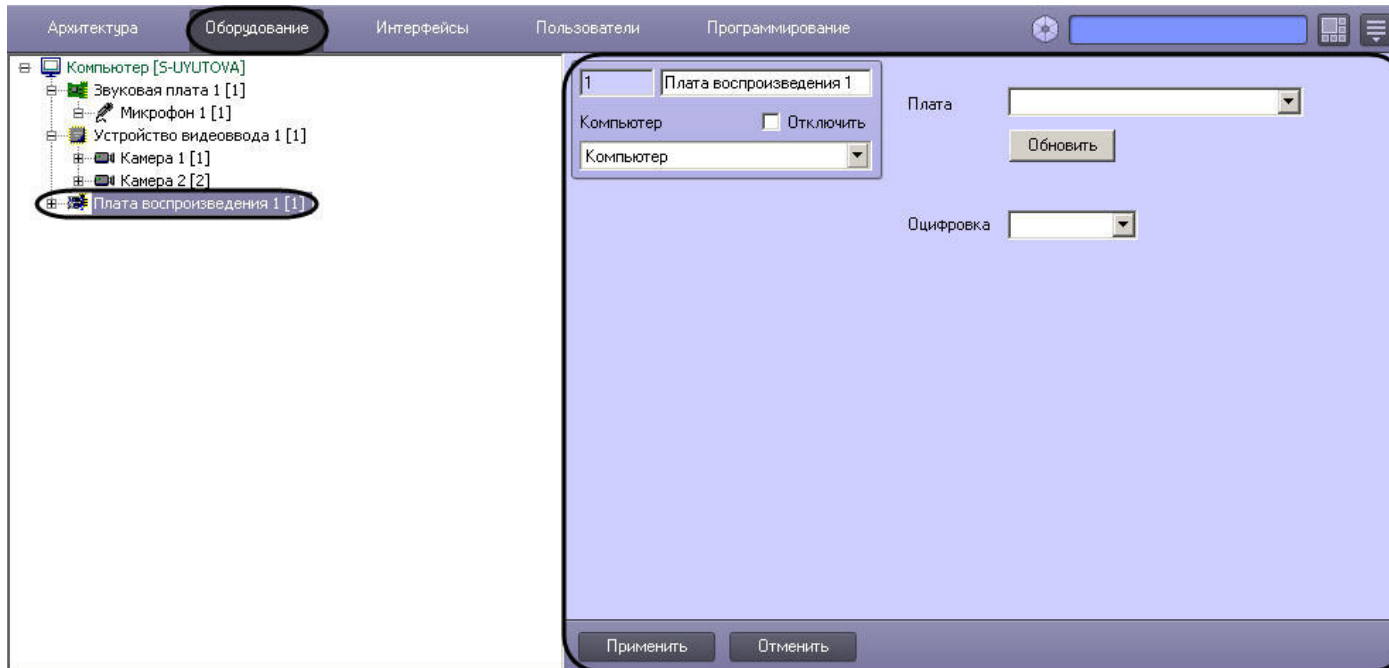 Архитектура Оборудование Интерфейсы Пользователи Программирование
Компьютер [S-UYUTOVA]
Звуковая плата 1 [1]
Микрофон 1 [1]
Устройство видеоввода 1 [1]
Камера 1 [1]
Камера 2 [2]
Плата воспроизведения 1 [1]
1 Плата воспроизведения 1
Компьютер Отключить
Компьютер
Плата
Обновить
Оцифровка
Применить Отменить